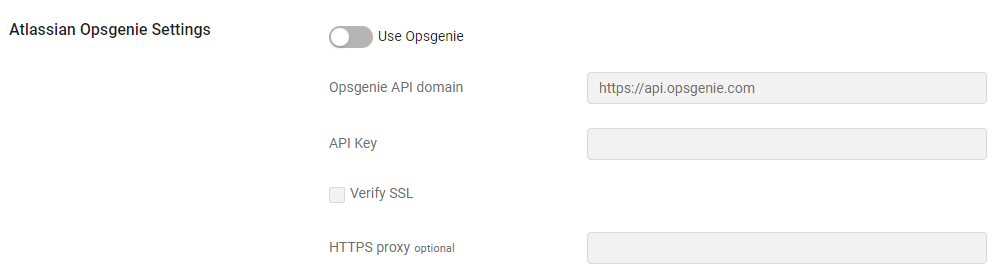 Atlassian Opsgenie Settings
Use Opsgenie
Opsgenie API domain
https://api.opsgenie.com
API Key
Verify SSL
HTTPS proxy optional